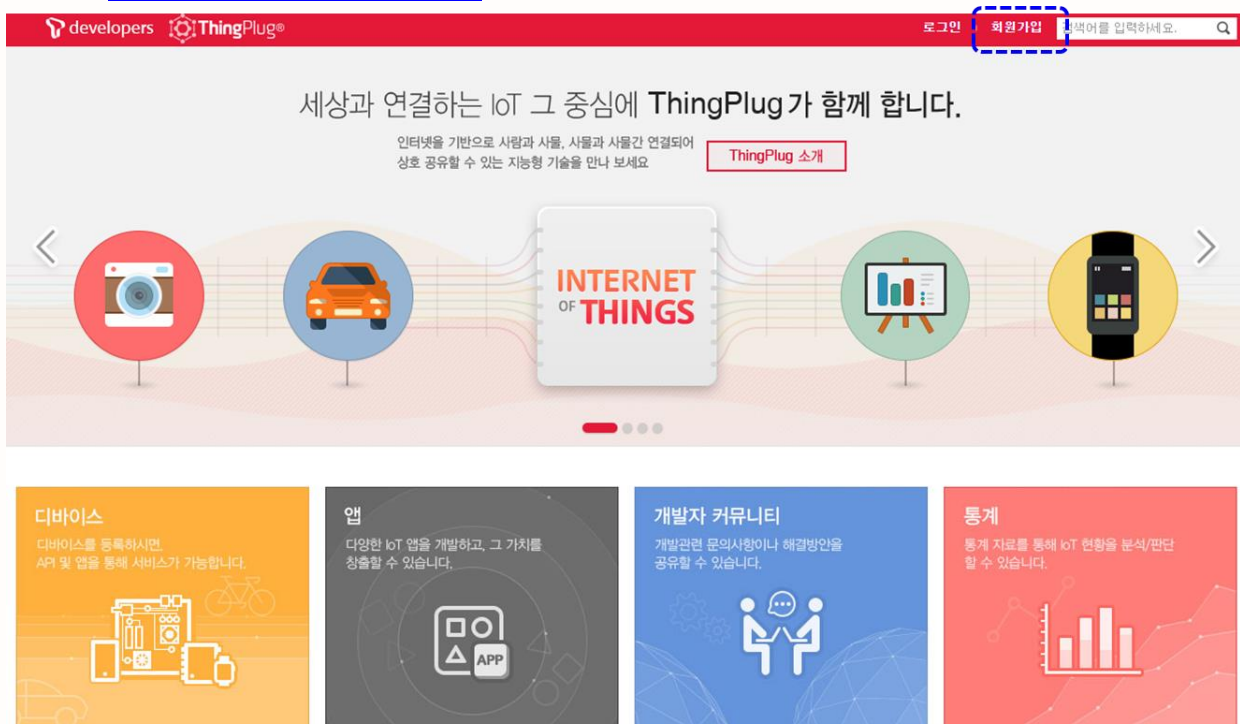 developers ThingPlug®
로그인 회원가입 검색어를 입력하세요.
세상과 연결하는 IoT 그 중심에 ThingPlug가 함께 합니다.
인터넷을 기반으로 사람과 사물, 사물과 사물간 연결되어
상호 공유할 수 있는 지능형 기술을 만나 보세요
ThingPlug 소개
INTERNET
OF THINGS
디바이스
디바이스를 등록하시면,
API 및 앱을 통해 서비스가 가능합니다.
앱
다양한 IoT 앱을 개발하고, 그 가치를
창출할 수 있습니다.
APP
개발자 커뮤니티
개발관련 문의사항이나 해결방안을
공유할 수 있습니다.
통계
통계 자료를 통해 IoT 현황을 분석/판단
할 수 있습니다.